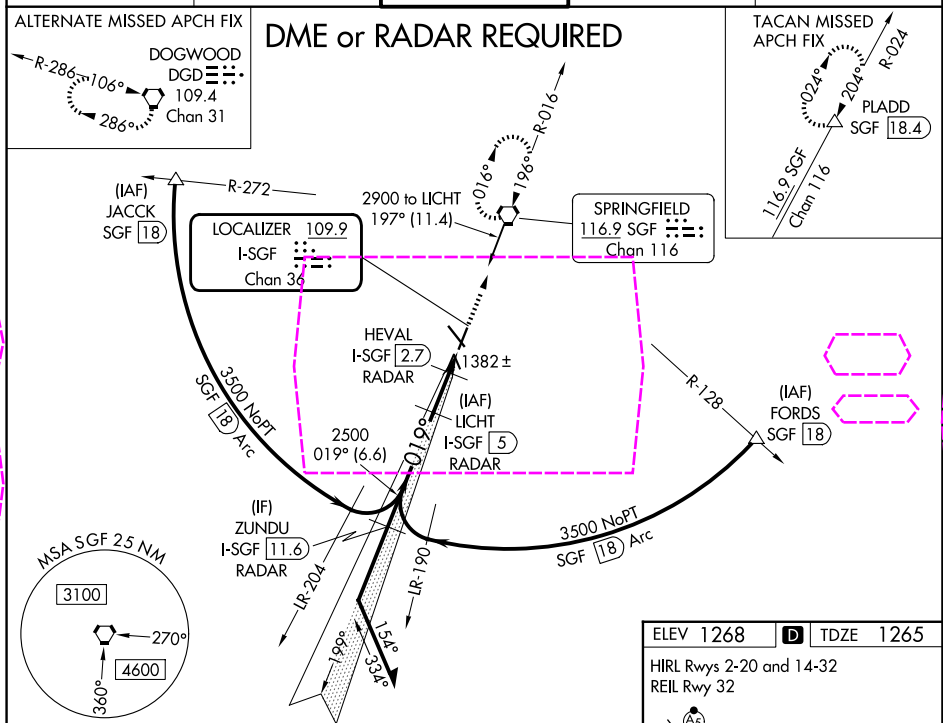 ALTERNATE MISSED APCH FIX
DOGWOOD
DGD
109.4
Chan 31
R-286
106°
286°
DME or RADAR REQUIRED
TACAN MISSED
APCH FIX
R-024
024°
204°
PLADD
SGF 18.4
116.9 SGF
Chan 116
(IAF)
JACCK
SGF 18
R-272
R-016
016°
196°
2900 to LICHT
197° (11.4)
LOCALIZER 109.9
I-SGF
Chan 36
SPRINGFIELD
116.9 SGF
Chan 116
HEVAL
I-SGF 2.7
RADAR
1382 ±
(IAF)
LICHT
I-SGF 5
RADAR
R-128
(IAF)
FORDS
SGF 18
3500 NoPT
SGF 18 Arc
2500
019° (6.6)
019°
(IF)
ZUNDU
I-SGF 11.6
RADAR
LR-204
LR-190
3500 NoPT
SGF 18 Arc
199°
154°
334°
MSA SGF 25 NM
3100
270°
4600
360°
ELEV 1268 D TDZE 1265
HIRL Rwys 2-20 and 14-32
REIL Rwy 32
A5